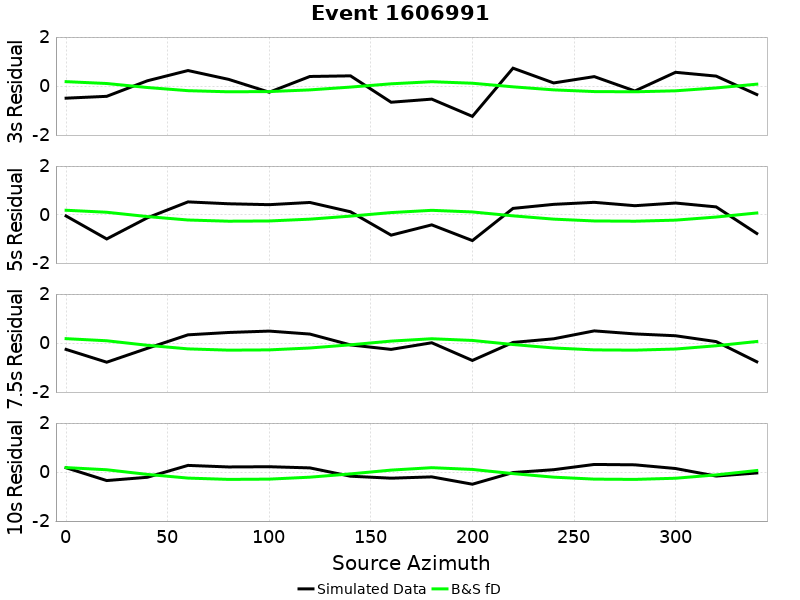 Event 1606991
3s Residual
2
0
-2
5s Residual
2
0
-2
7.5s Residual
2
0
-2
10s Residual
2
0
-2
0 50 100 150 200 250 300
Source Azimuth
Simulated Data B&S fD